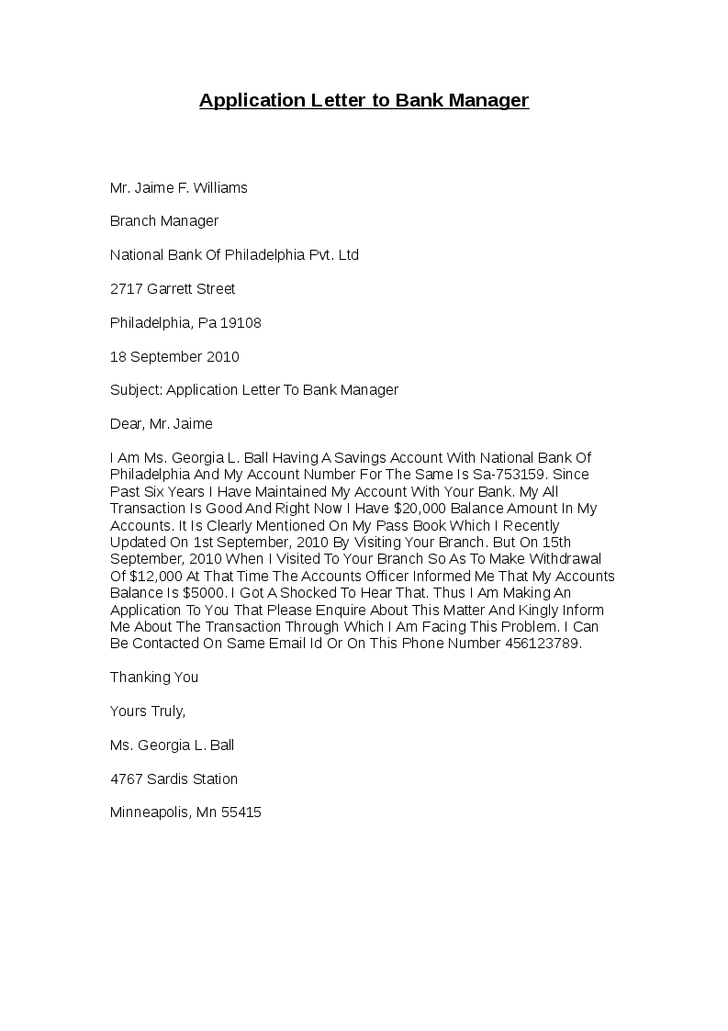 Application Letter to Bank Manager
Mr. Jaime F. Williams
Branch Manager
National Bank Of Philadelphia Pvt. Ltd
2717 Garrett Street
Philadelphia, Pa 19108
18 September 2010
Subject: Application Letter To Bank Manager
Dear, Mr. Jaime
I Am Ms. Georgia L. Ball Having A Savings Account With National Bank Of
Philadelphia And My Account Number For The Same Is Sa-753159. Since
Past Six Years I Have Maintained My Account With Your Bank. My All
Transaction Is Good And Right Now I Have $20,000 Balance Amount In My
Accounts. It Is Clearly Mentioned On My Pass Book Which I Recently
Updated On 1st September, 2010 By Visiting Your Branch. But On 15th
September, 2010 When I Visited To Your Branch So As To Make Withdrawal
Of $12,000 At That Time The Accounts Officer Informed Me That My Accounts
Balance Is $5000. I Got A Shocked To Hear That. Thus I Am Making An
Application To You That Please Enquire About This Matter And Kingly Inform
Me About The Transaction Through Which I Am Facing This Problem. I Can
Be Contacted On Same Email Id Or On This Phone Number 456123789.
Thanking You
Yours Truly,
Ms. Georgia L. Ball
4767 Sardis Station
Minneapolis, Mn 55415